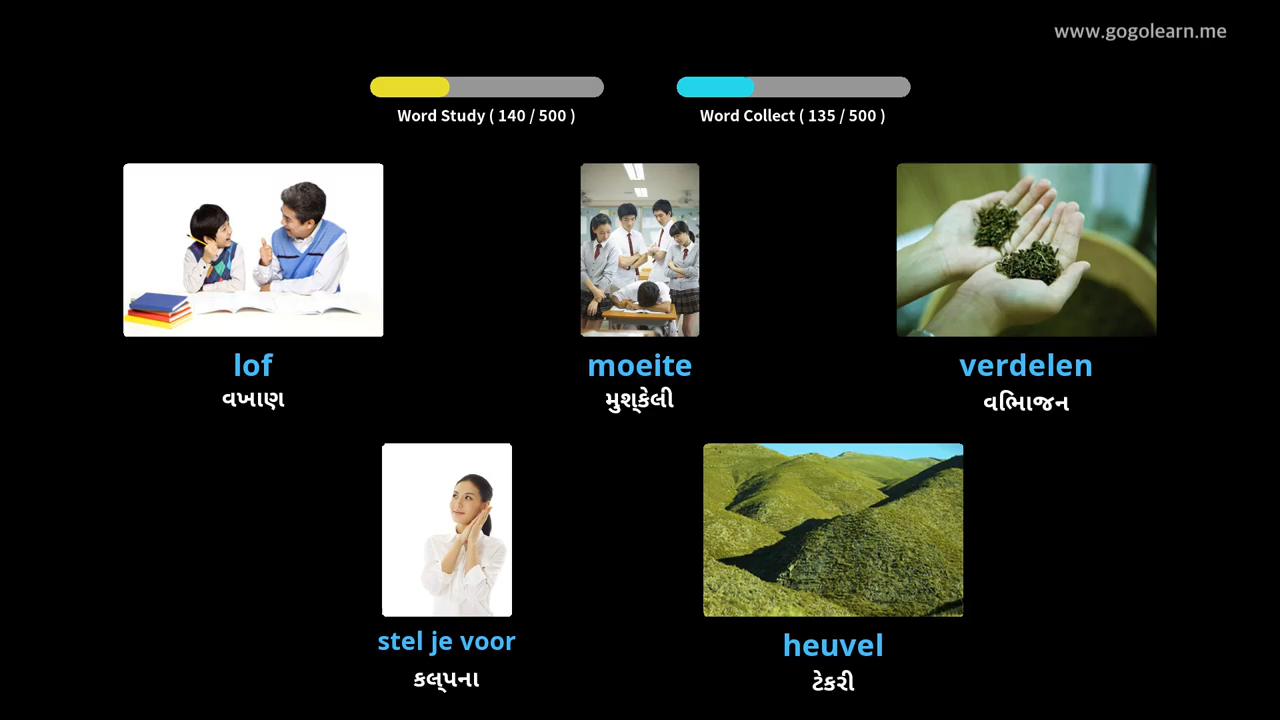 www.gogolearn.me
Word Study ( 140 / 500 )
Word Collect ( 135 / 500 )
lof
વખાણ
moeite
મુશ્કેલી
verdelen
વિભાજન
stel je voor
કલ્પના
heuvel
ટેકરી